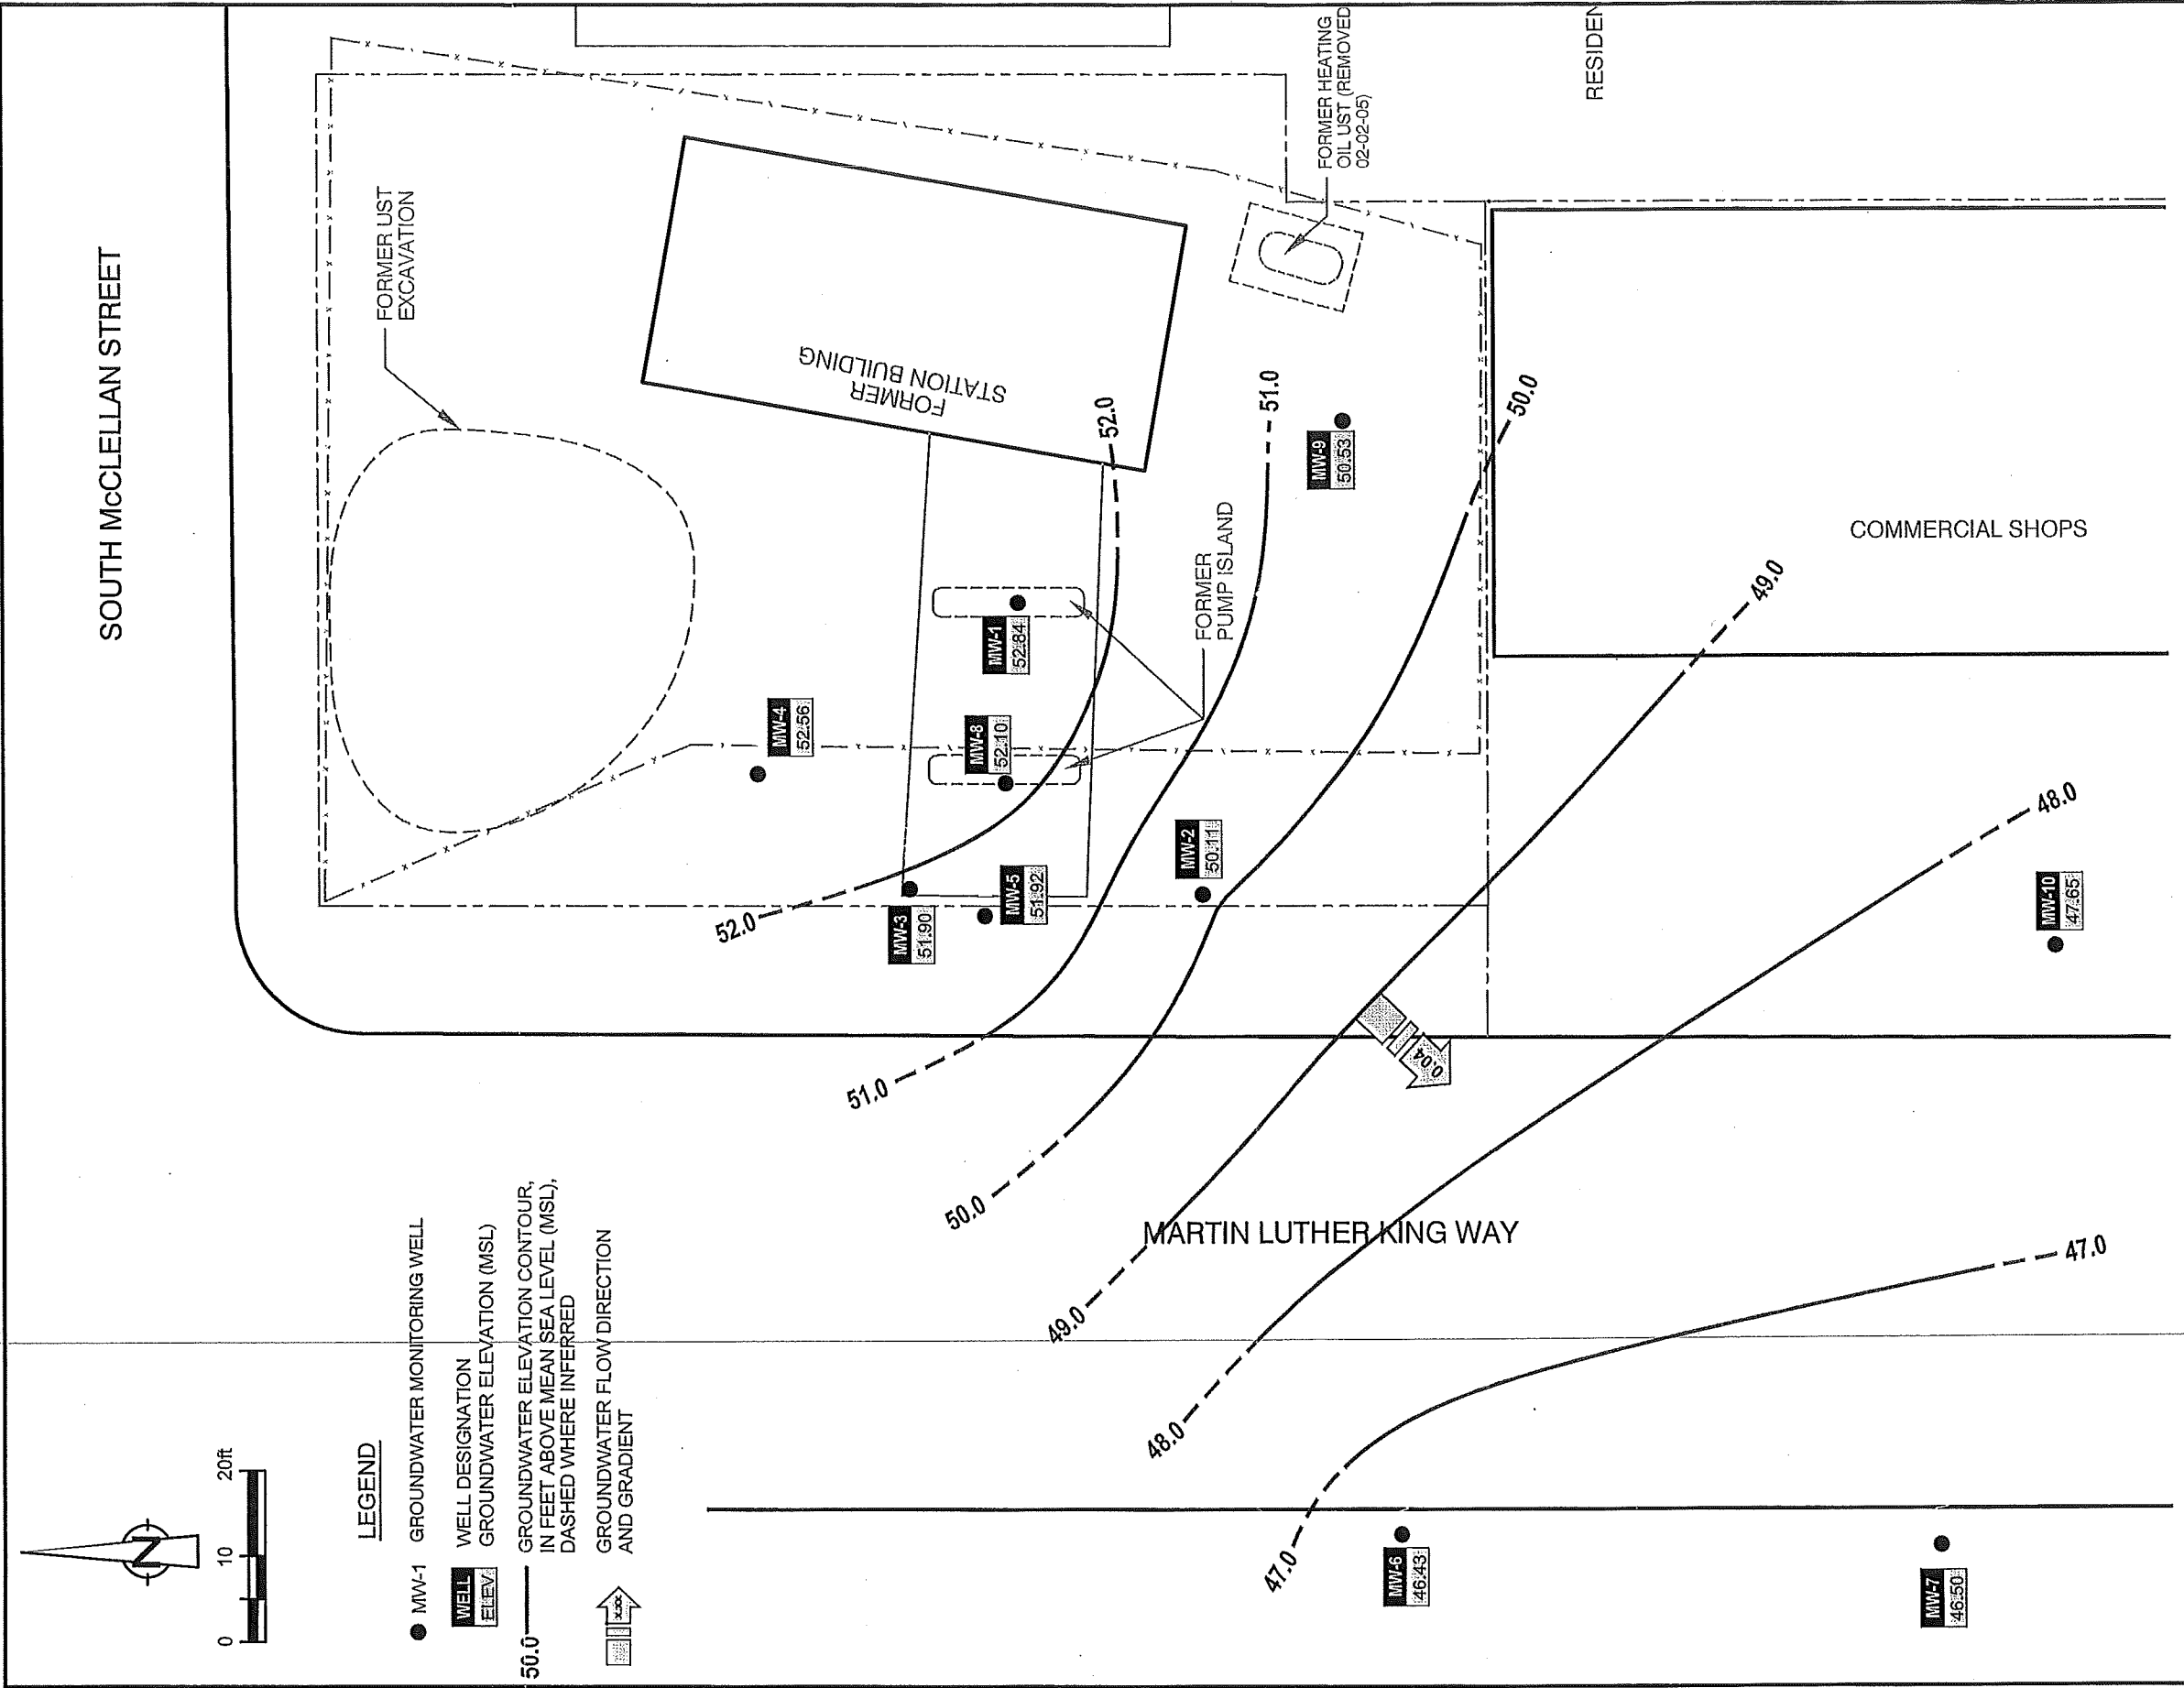 SOUTH McCLELLAN STREET
FORMER UST
EXCAVATION
FORMER HEATING
OIL UST (REMOVED
02-02-05)
RESIDEN
FORMER
STATION BUILDING
52.0
51.0
50.0
49.0
48.0
47.0
MW-9
50.53
COMMERCIAL SHOPS
FORMER
PUMP ISLAND
MW-1
52.84
MW-4
52.56
MW-8
52.10
MW-2
50.11
MW-5
51.92
MW-3
51.90
MW-10
47.65
52.0
51.0
50.0
49.0
48.0
47.0
0.04
MARTIN LUTHER KING WAY
MW-6
46.43
MW-7
46.50
N
0 10 20ft
LEGEND
MW-1 GROUNDWATER MONITORING WELL
WELL WELL DESIGNATION
ELEV. GROUNDWATER ELEVATION (MSL)
50.0 GROUNDWATER ELEVATION CONTOUR,
IN FEET ABOVE MEAN SEA LEVEL (MSL),
DASHED WHERE INFERRED
x.xx GROUNDWATER FLOW DIRECTION
AND GRADIENT